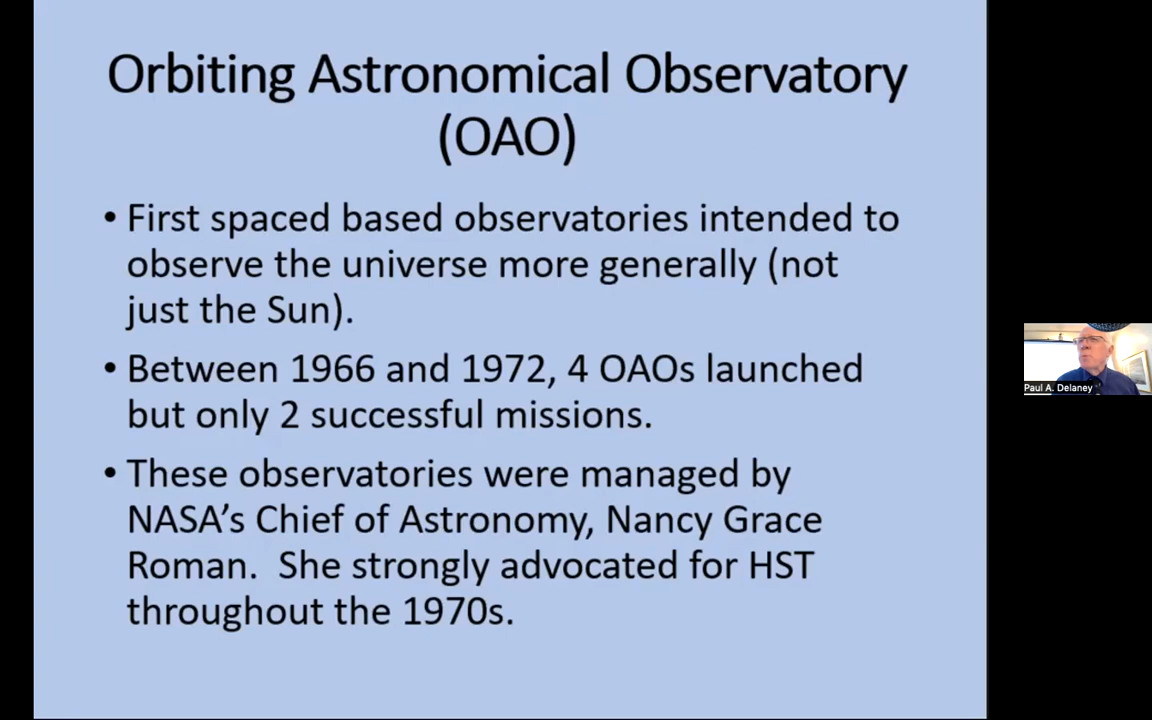 Orbiting Astronomical Observatory
(OAO)
• First spaced based observatories intended to
observe the universe more generally (not
just the Sun).
• Between 1966 and 1972, 4 OAOs launched
but only 2 successful missions.
• These observatories were managed by
NASA’s Chief of Astronomy, Nancy Grace
Roman.  She strongly advocated for HST
throughout the 1970s.
Paul A. Delaney